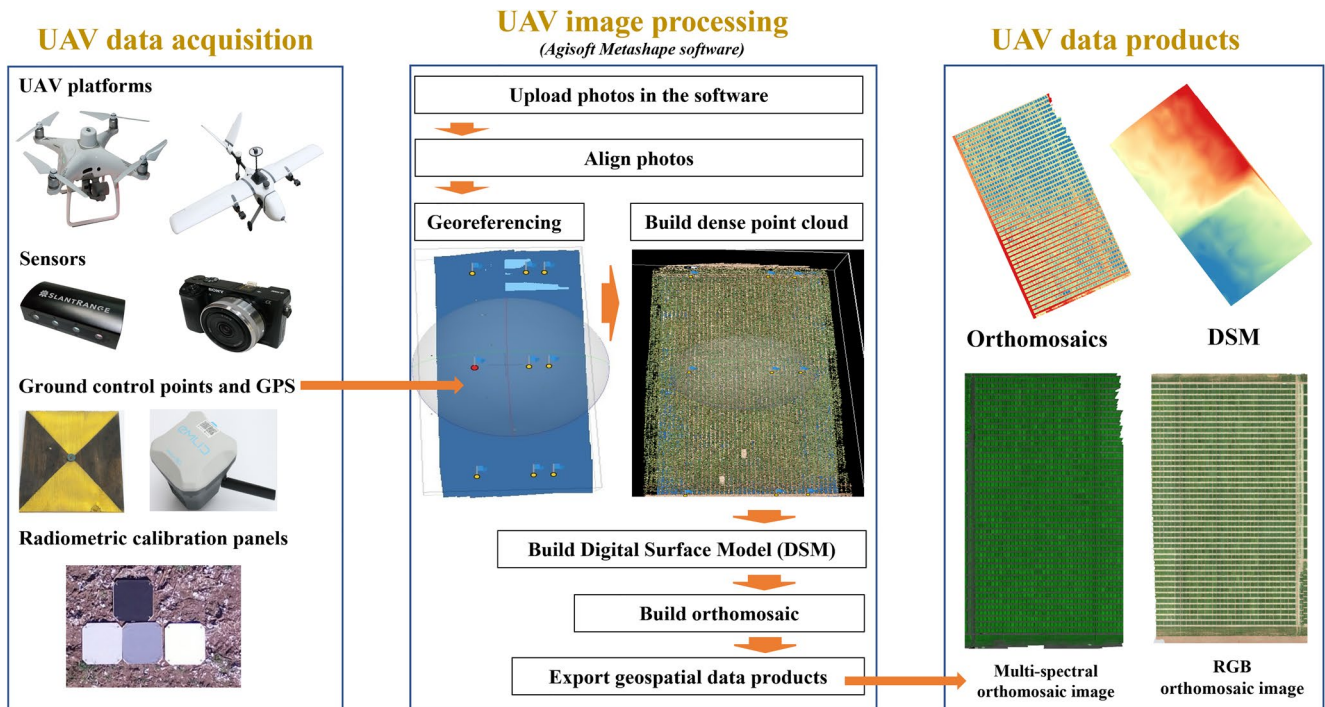 UAV data acquisition
UAV platforms
Sensors
SLANTRANGE
SONY
Ground control points and GPS
EMLID
Radiometric calibration panels
UAV image processing
(Agisoft Metashape software)
Upload photos in the software
Align photos
Georeferencing
Build dense point cloud
Build Digital Surface Model (DSM)
Build orthomosaic
Export geospatial data products
UAV data products
Orthomosaics
DSM
Multi-spectral
orthomosaic image
RGB
orthomosaic image